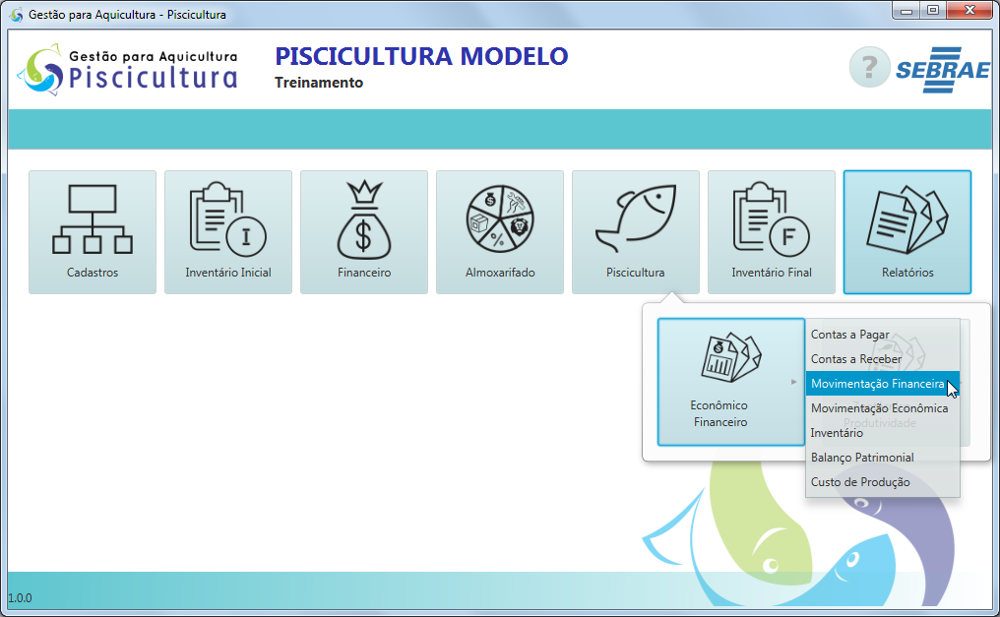 Gestão para Aquicultura - Piscicultura
Gestão para Aquicultura
Piscicultura
PISCICULTURA MODELO
Treinamento
?
SEBRAE
Cadastros
I
Inventário Inicial
$
Financeiro
$
%
Almoxarifado
Piscicultura
F
Inventário Final
Relatórios
$
Econômico
Financeiro
Contas a Pagar
Contas a Receber
Movimentação Financeira
Movimentação Econômica
Produtividade
Inventário
Balanço Patrimonial
Custo de Produção
1.0.0